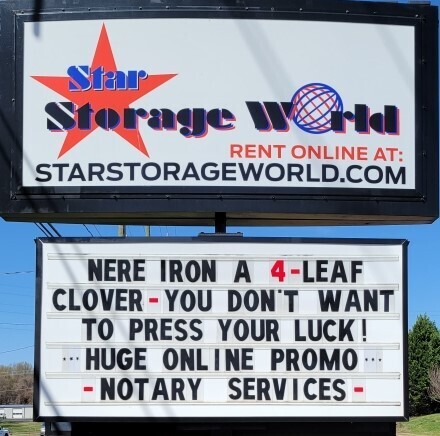 Star
Storage World
RENT ONLINE AT:
STARSTORAGEWORLD.COM
NERE IRON A 4-LEAF
CLOVER-YOU DON'T WANT
TO PRESS YOUR LUCK!
...HUGE ONLINE PROMO...
-NOTARY SERVICES-